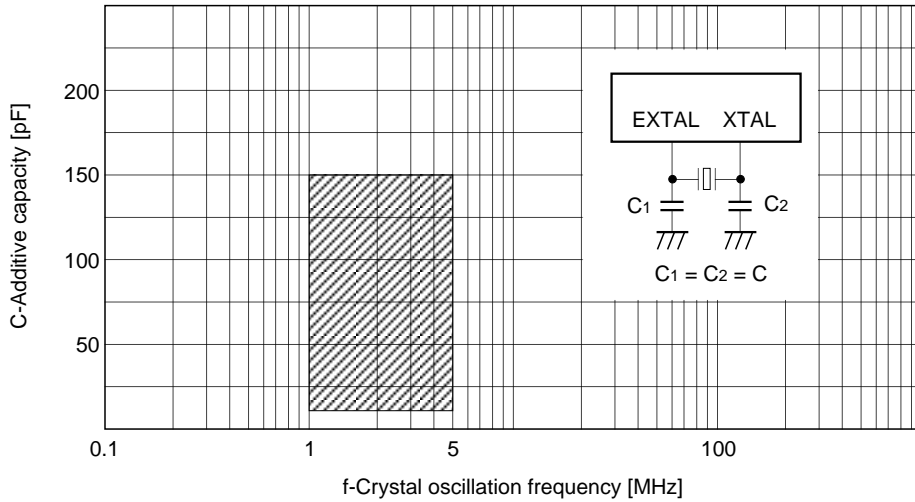 C-Additive capacity [pF]
200
150
100
50
EXTAL XTAL
C1 C2
C1 = C2 = C
0.1 1 5 100
f-Crystal oscillation frequency [MHz]